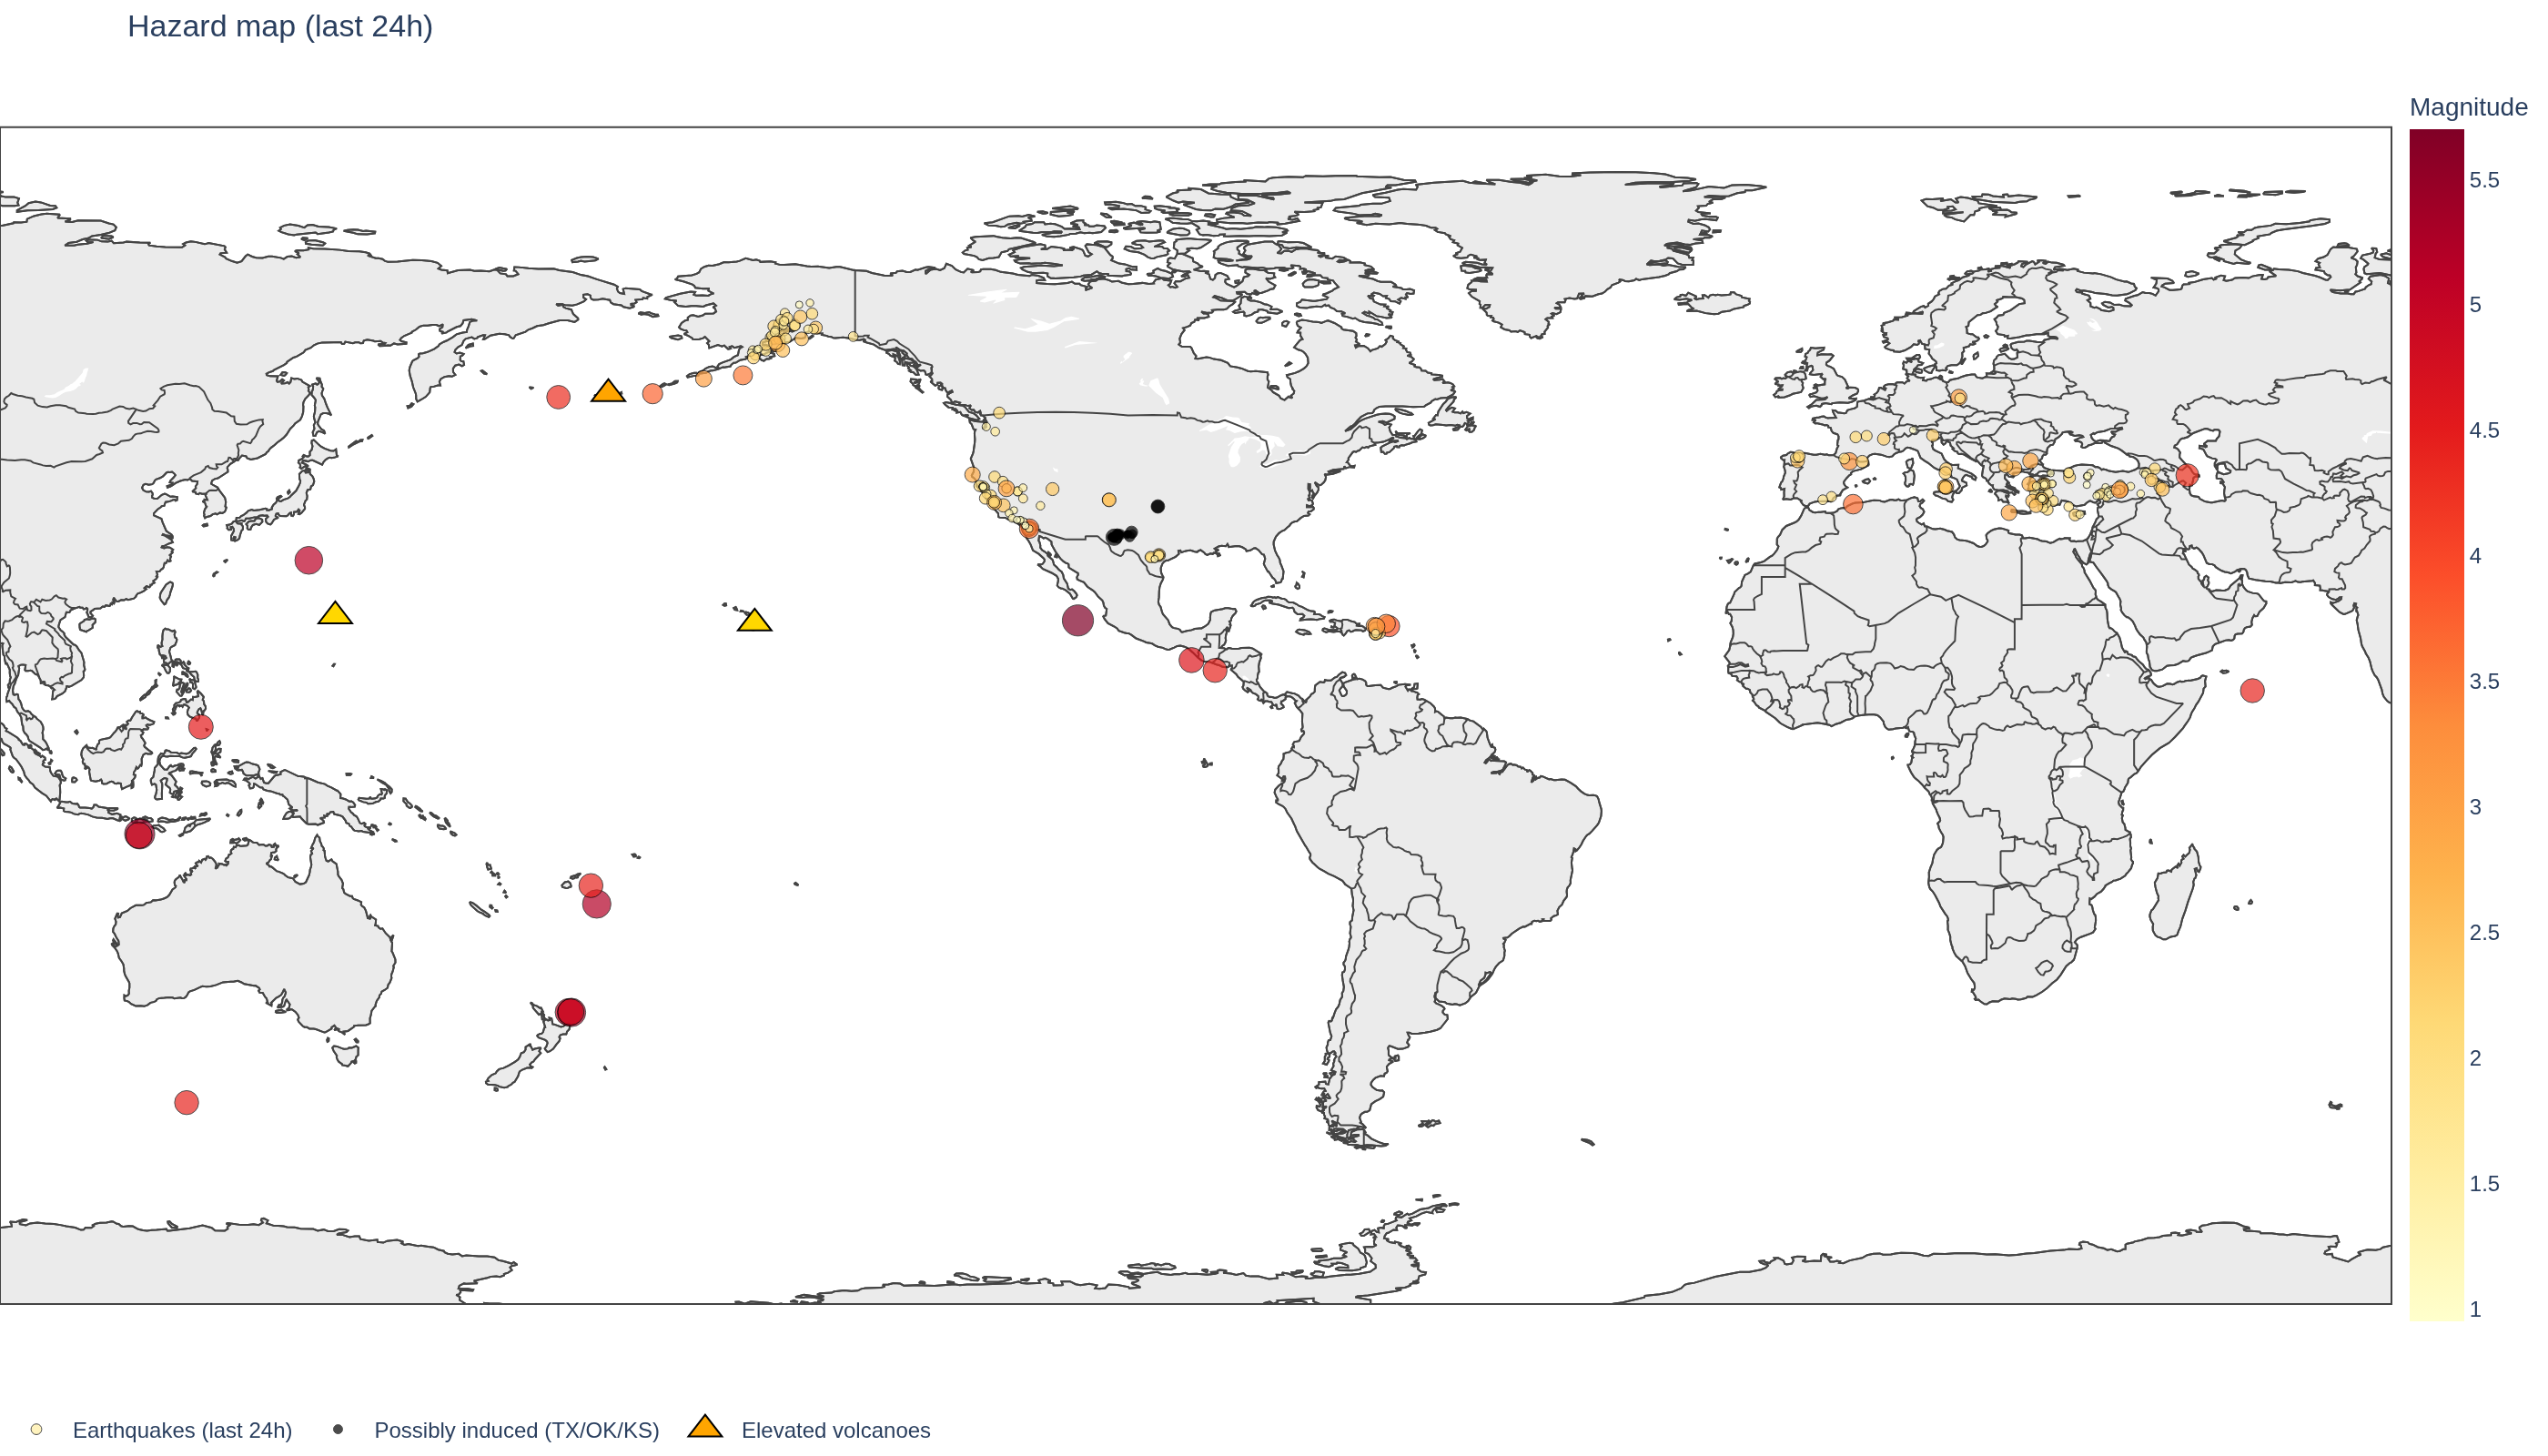 Hazard map (last 24h)
Magnitude
5.5
5
4.5
4
3.5
3
2.5
2
1.5
1
Earthquakes (last 24h)
Possibly induced (TX/OK/KS)
Elevated volcanoes